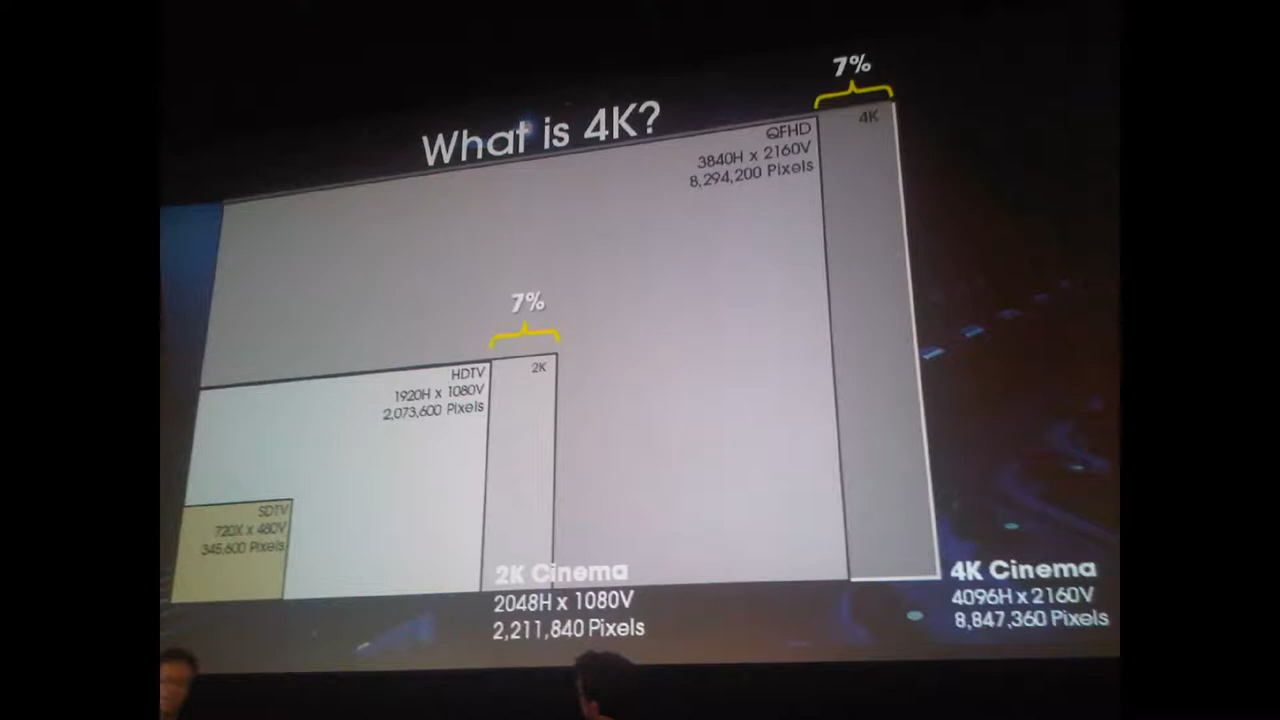 What is 4K?
7%
4K
QFHD
3840H x 2160V
8,294,200 Pixels
7%
2K
HDTV
1920H x 1080V
2,073,600 Pixels
SDTV
720X x 480V
345,600 Pixels
2K Cinema
2048H x 1080V
2,211,840 Pixels
4K Cinema
4096H x 2160V
8,847,360 Pixels